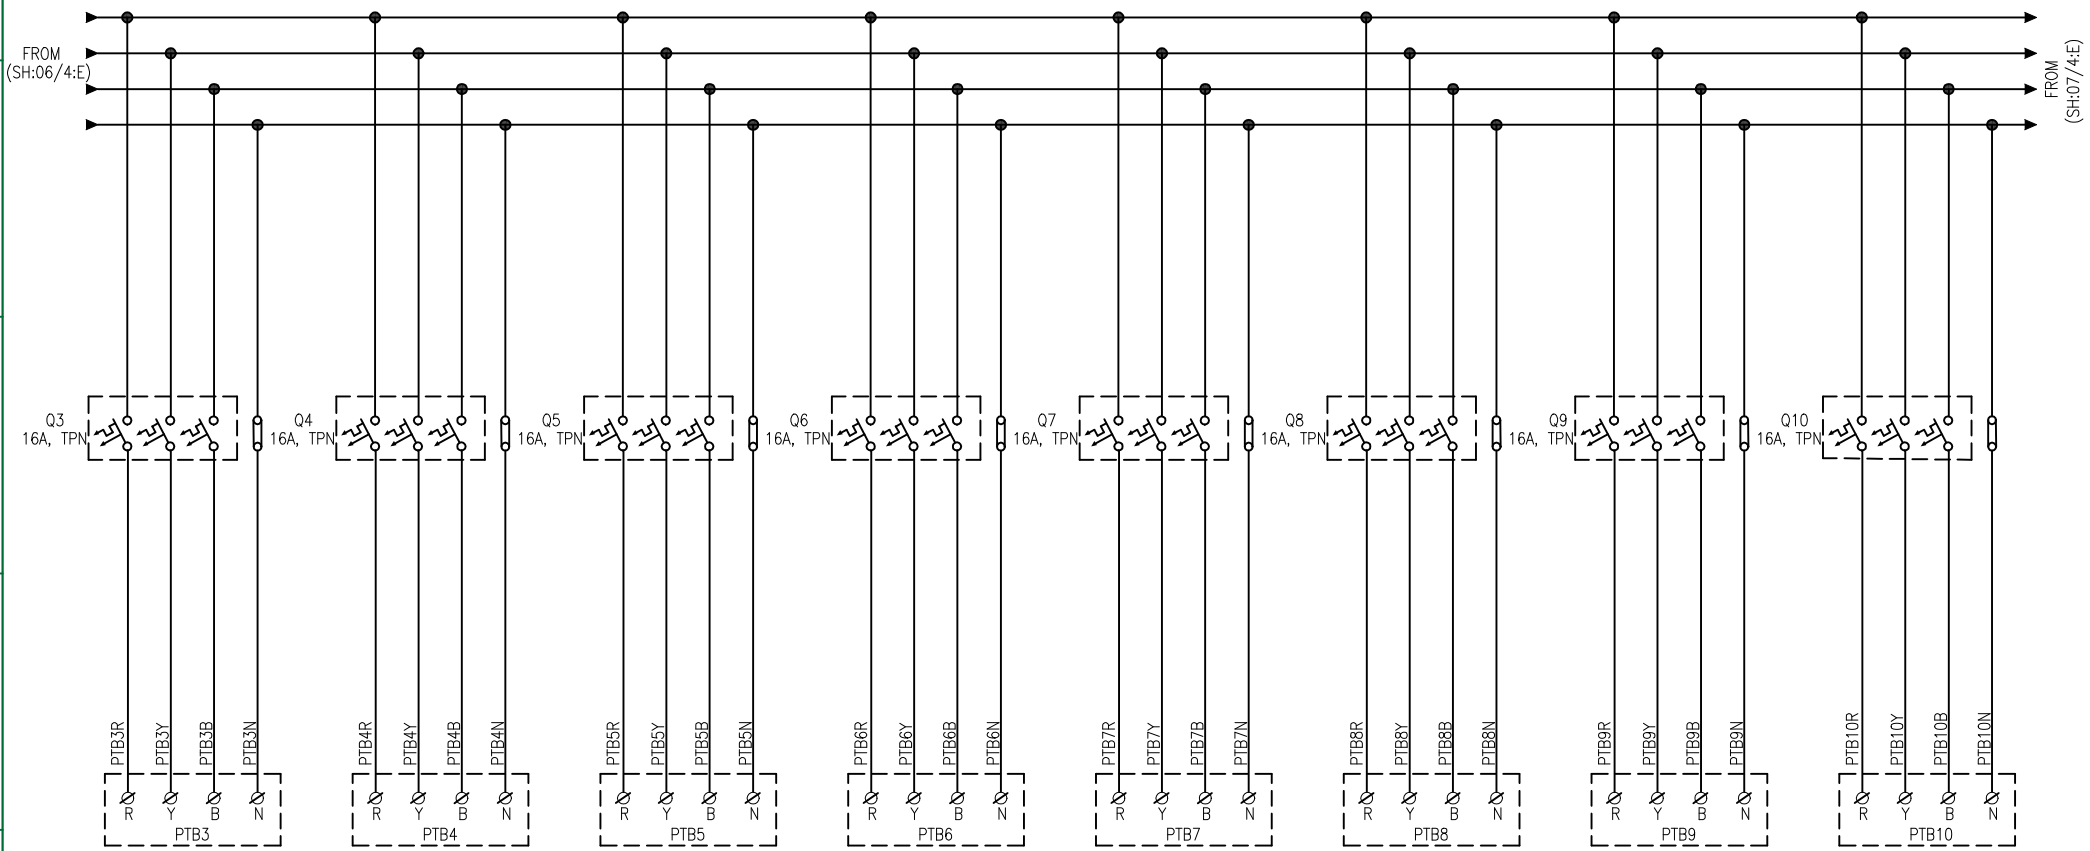 FROM
(SH:06/4:E)
FROM
(SH:07/4:E)
Q3
16A, TPN
Q4
16A, TPN
Q5
16A, TPN
Q6
16A, TPN
Q7
16A, TPN
Q8
16A, TPN
Q9
16A, TPN
Q10
16A, TPN
PTB3R
PTB3Y
PTB3B
PTB3N
PTB4R
PTB4Y
PTB4B
PTB4N
PTB5R
PTB5Y
PTB5B
PTB5N
PTB6R
PTB6Y
PTB6B
PTB6N
PTB7R
PTB7Y
PTB7B
PTB7N
PTB8R
PTB8Y
PTB8B
PTB8N
PTB9R
PTB9Y
PTB9B
PTB9N
PTB10R
PTB10Y
PTB10B
PTB10N
R Y B N
PTB3
R Y B N
PTB4
R Y B N
PTB5
R Y B N
PTB6
R Y B N
PTB7
R Y B N
PTB8
R Y B N
PTB9
R Y B N
PTB10